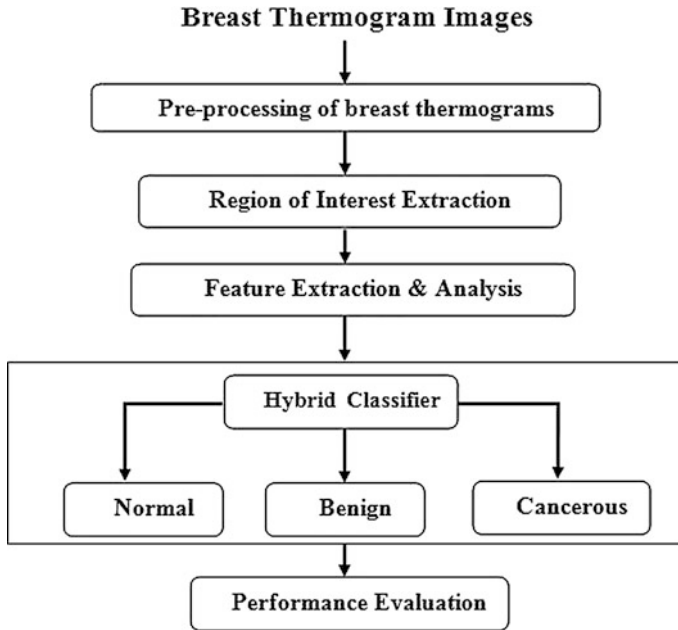 Breast Thermogram Images
Pre-processing of breast thermograms
Region of Interest Extraction
Feature Extraction & Analysis
Hybrid Classifier
Normal
Benign
Cancerous
Performance Evaluation